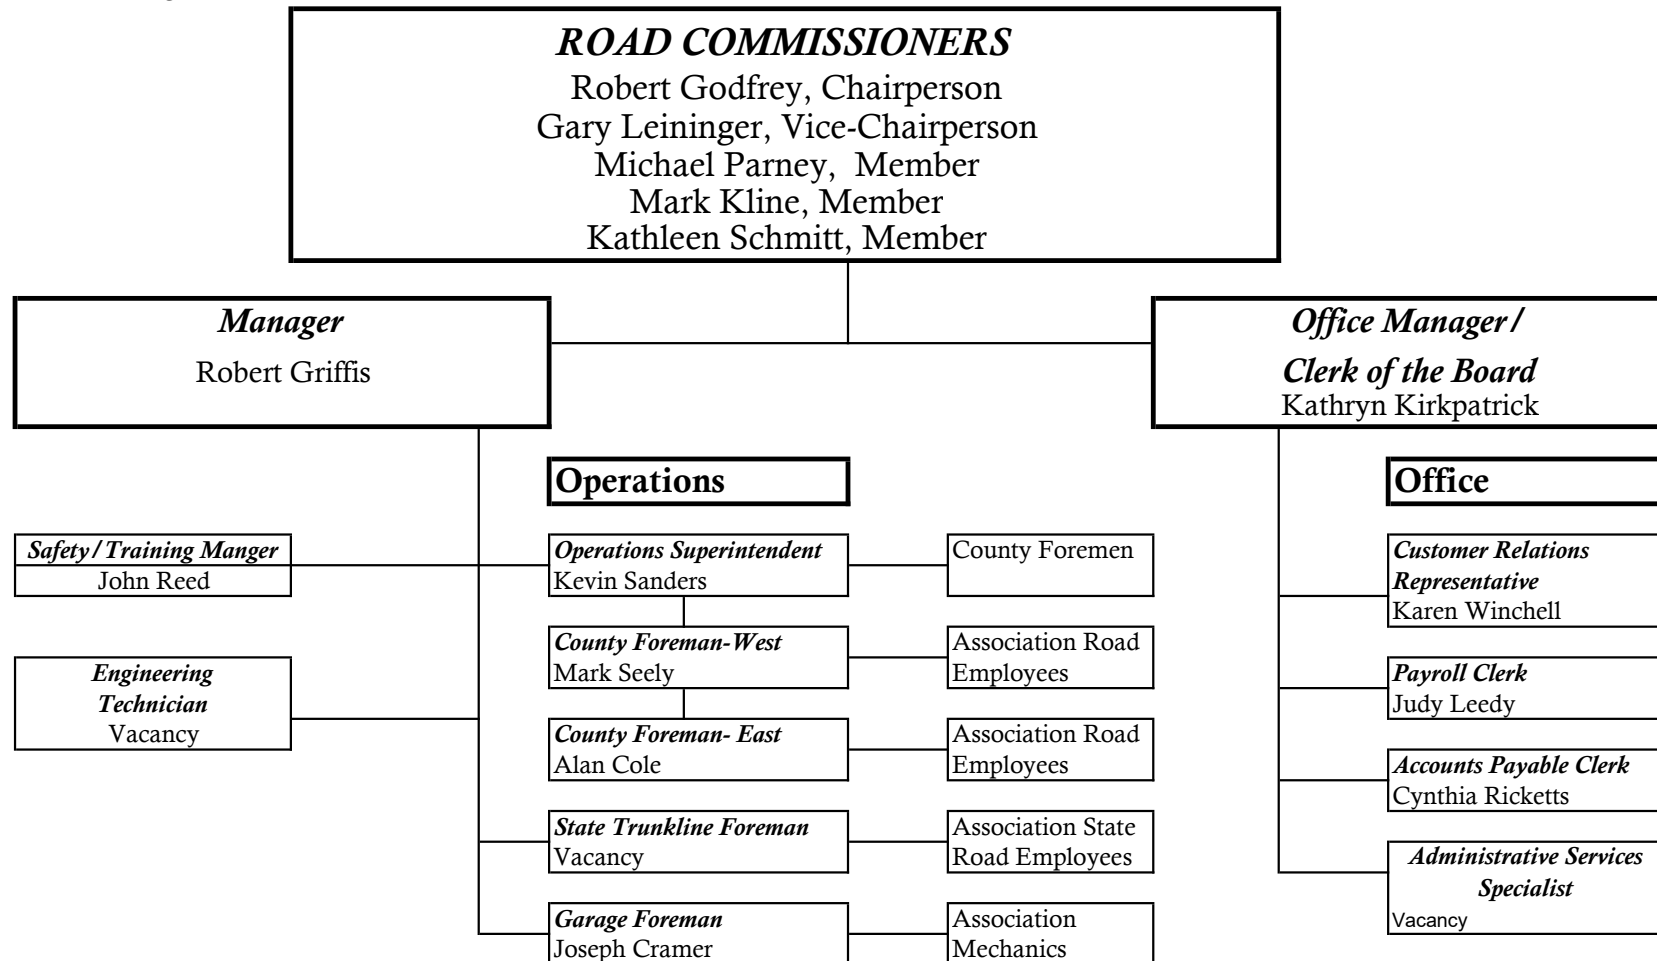 ROAD COMMISSIONERS
Robert Godfrey, Chairperson
Gary Leininger, Vice-Chairperson
Michael Parney, Member
Mark Kline, Member
Kathleen Schmitt, Member
Manager
Robert Griffis
Office Manager/
Clerk of the Board
Kathryn Kirkpatrick
Operations
Office
Safety/Training Manger
John Reed
Engineering
Technician
Vacancy
Operations Superintendent
Kevin Sanders
County Foremen
County Foreman-West
Mark Seely
Association Road
Employees
County Foreman- East
Alan Cole
Association Road
Employees
State Trunkline Foreman
Vacancy
Association State
Road Employees
Garage Foreman
Joseph Cramer
Association
Mechanics
Customer Relations
Representative
Karen Winchell
Payroll Clerk
Judy Leedy
Accounts Payable Clerk
Cynthia Ricketts
Administrative Services
Specialist
Vacancy